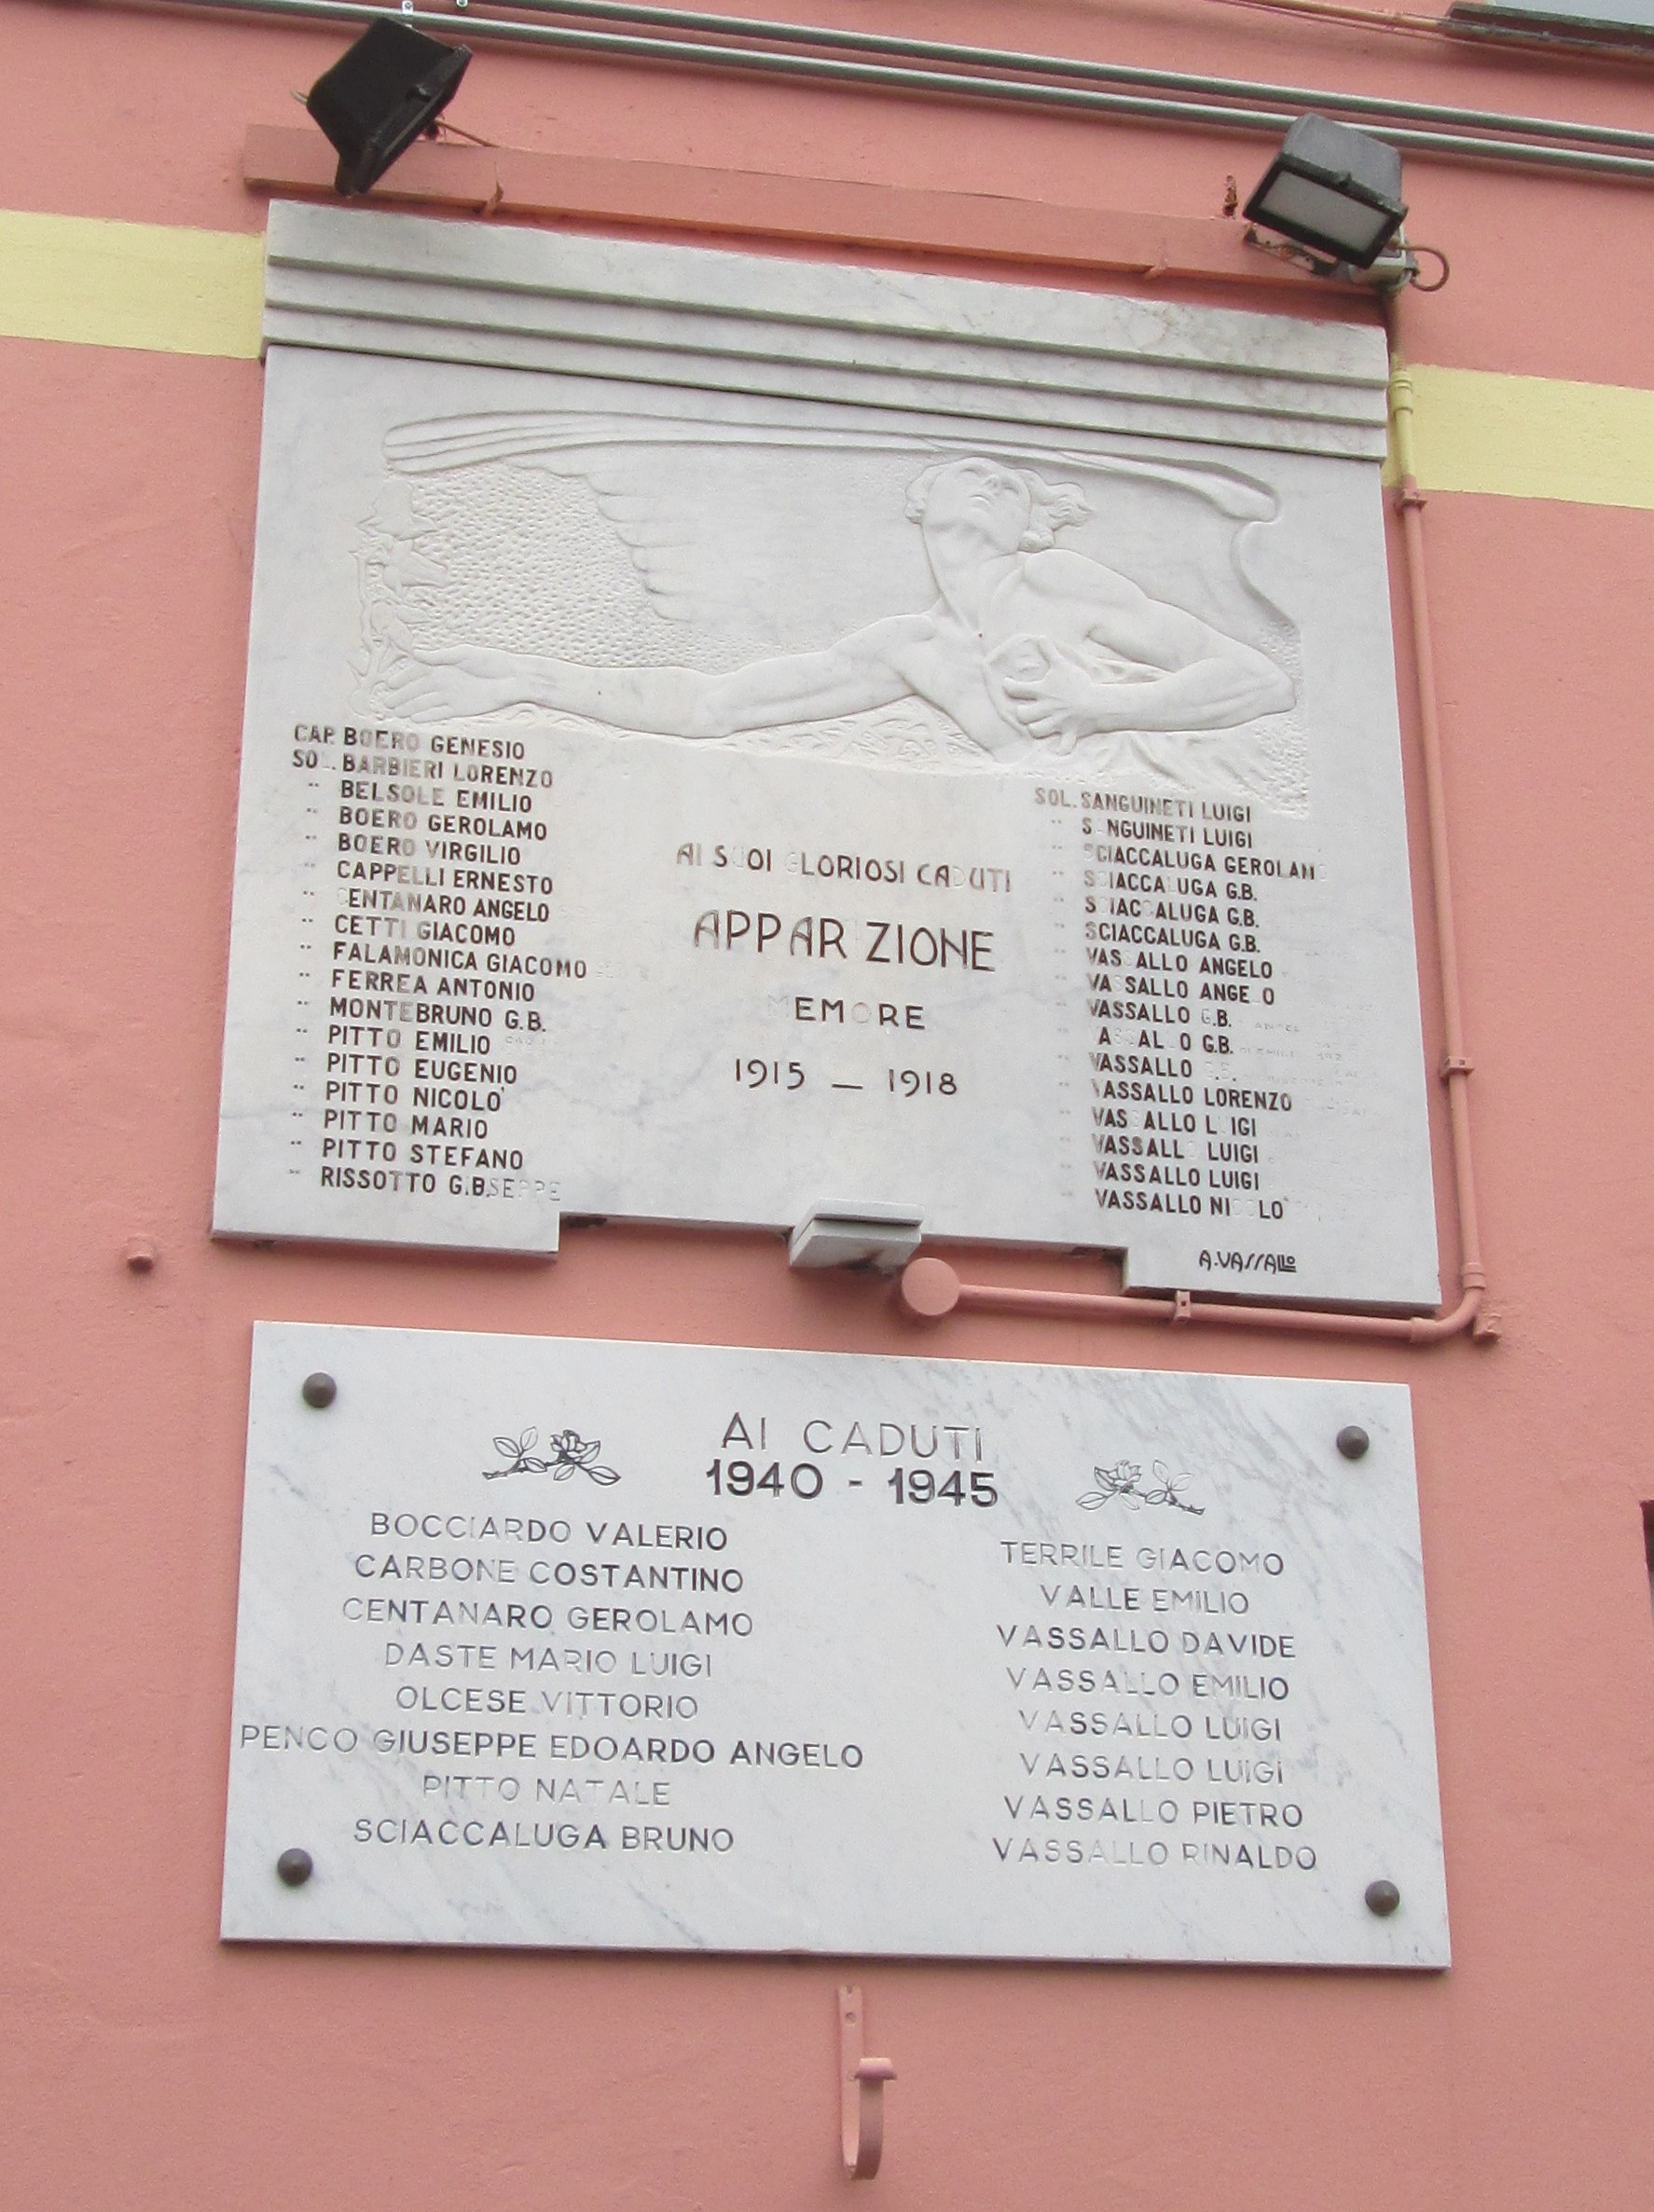 CAP. BOERO GENESIO
SOL. BARBIERI LORENZO
" BELSOLE EMILIO
" BOERO GEROLAMO
" BOERO VIRGILIO
" CAPPELLI ERNESTO
" CENTANARO ANGELO
" CETTI GIACOMO
" FALAMONICA GIACOMO
" FERREA ANTONIO
" MONTEBRUNO G.B.
" PITTO EMILIO
" PITTO EUGENIO
" PITTO NICOLO'
" PITTO MARIO
" PITTO STEFANO
" RISSOTTO G.B.
AI SUOI GLORIOSI CADUTI
APPARIZIONE
MEMORE
1915 — 1918
SOL. SANGUINETI LUIGI
" SANGUINETI LUIGI
" SCIACCALUGA GEROLAMO
" SCIACCALUGA G.B.
" SCIACCALUGA G.B.
" SCIACCALUGA G.B.
" VASSALLO ANGELO
" VASSALLO ANGELO
" VASSALLO G.B.
" VASSALLO G.B.
" VASSALLO
" VASSALLO LORENZO
" VASSALLO LUIGI
" VASSALLO LUIGI
" VASSALLO LUIGI
" VASSALLO NICOLO'
A. VASSALLO
AI CADUTI
1940 - 1945
BOCCIARDO VALERIO
CARBONE COSTANTINO
CENTANARO GEROLAMO
DASTE MARIO LUIGI
OLCESE VITTORIO
PENCO GIUSEPPE EDOARDO ANGELO
PITTO NATALE
SCIACCALUGA BRUNO
TERRILE GIACOMO
VALLE EMILIO
VASSALLO DAVIDE
VASSALLO EMILIO
VASSALLO LUIGI
VASSALLO LUIGI
VASSALLO PIETRO
VASSALLO RINALDO